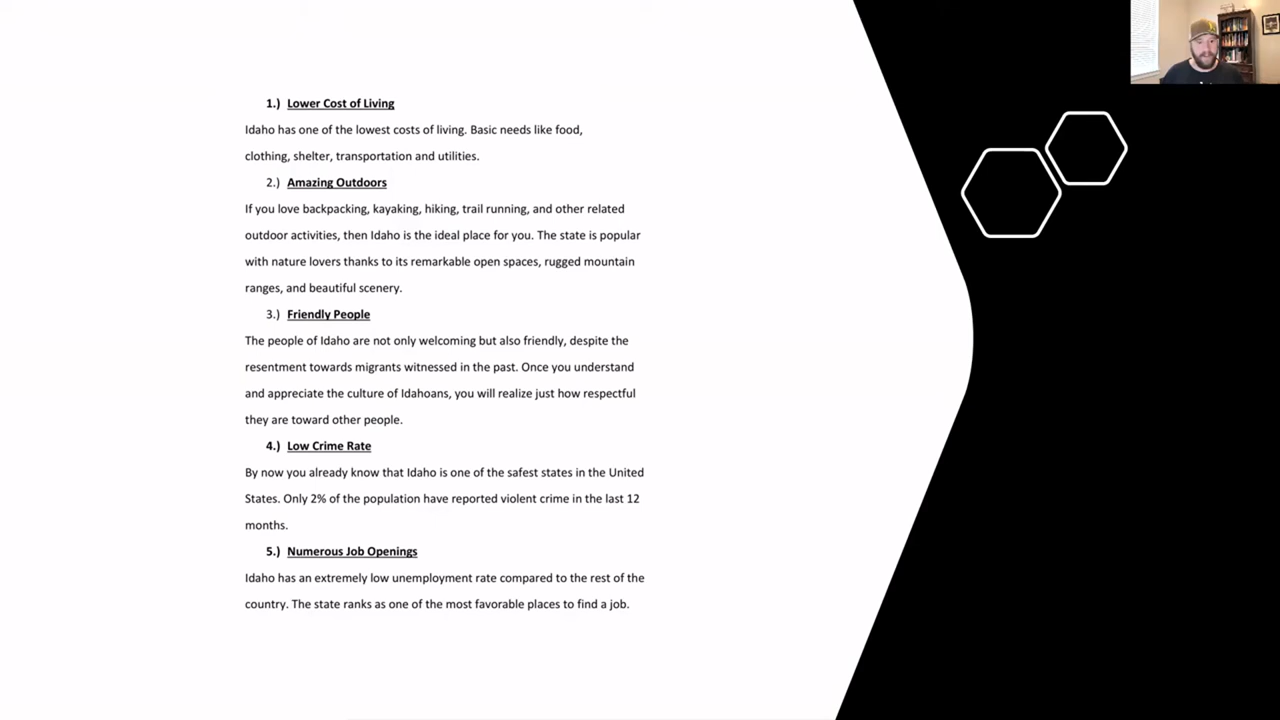 1.) Lower Cost of Living
Idaho has one of the lowest costs of living. Basic needs like food,
clothing, shelter, transportation and utilities.
2.) Amazing Outdoors
If you love backpacking, kayaking, hiking, trail running, and other related
outdoor activities, then Idaho is the ideal place for you. The state is popular
with nature lovers thanks to its remarkable open spaces, rugged mountain
ranges, and beautiful scenery.
3.) Friendly People
The people of Idaho are not only welcoming but also friendly, despite the
resentment towards migrants witnessed in the past. Once you understand
and appreciate the culture of Idahoans, you will realize just how respectful
they are toward other people.
4.) Low Crime Rate
By now you already know that Idaho is one of the safest states in the United
States. Only 2% of the population have reported violent crime in the last 12
months.
5.) Numerous Job Openings
Idaho has an extremely low unemployment rate compared to the rest of the
country. The state ranks as one of the most favorable places to find a job.